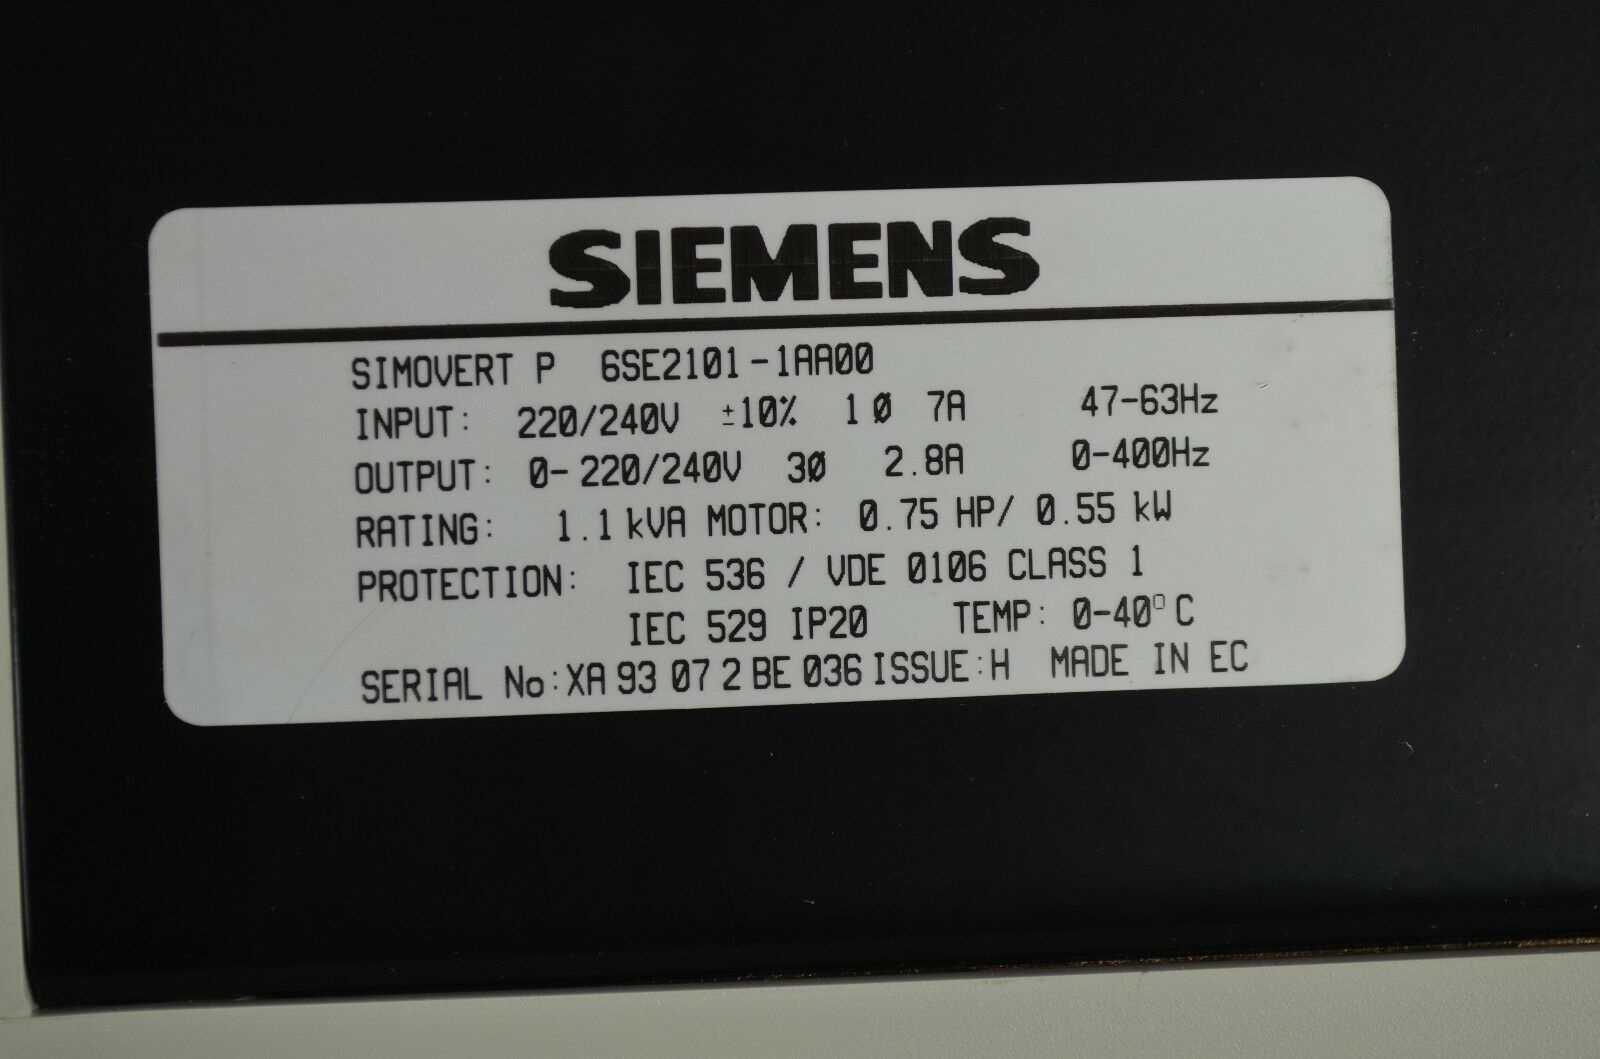 SIEMENS
SIMOVERT P 6SE2101-1AA00
INPUT: 220/240V ±10% 1Ø 7A 47-63Hz
OUTPUT: 0-220/240V 3Ø 2.8A 0-400Hz
RATING: 1.1kVA MOTOR: 0.75 HP/ 0.55 kW
PROTECTION: IEC 536 / VDE 0106 CLASS 1
IEC 529 IP20 TEMP: 0-40°C
SERIAL No:XA 93 07 2 BE 036 ISSUE:H MADE IN EC